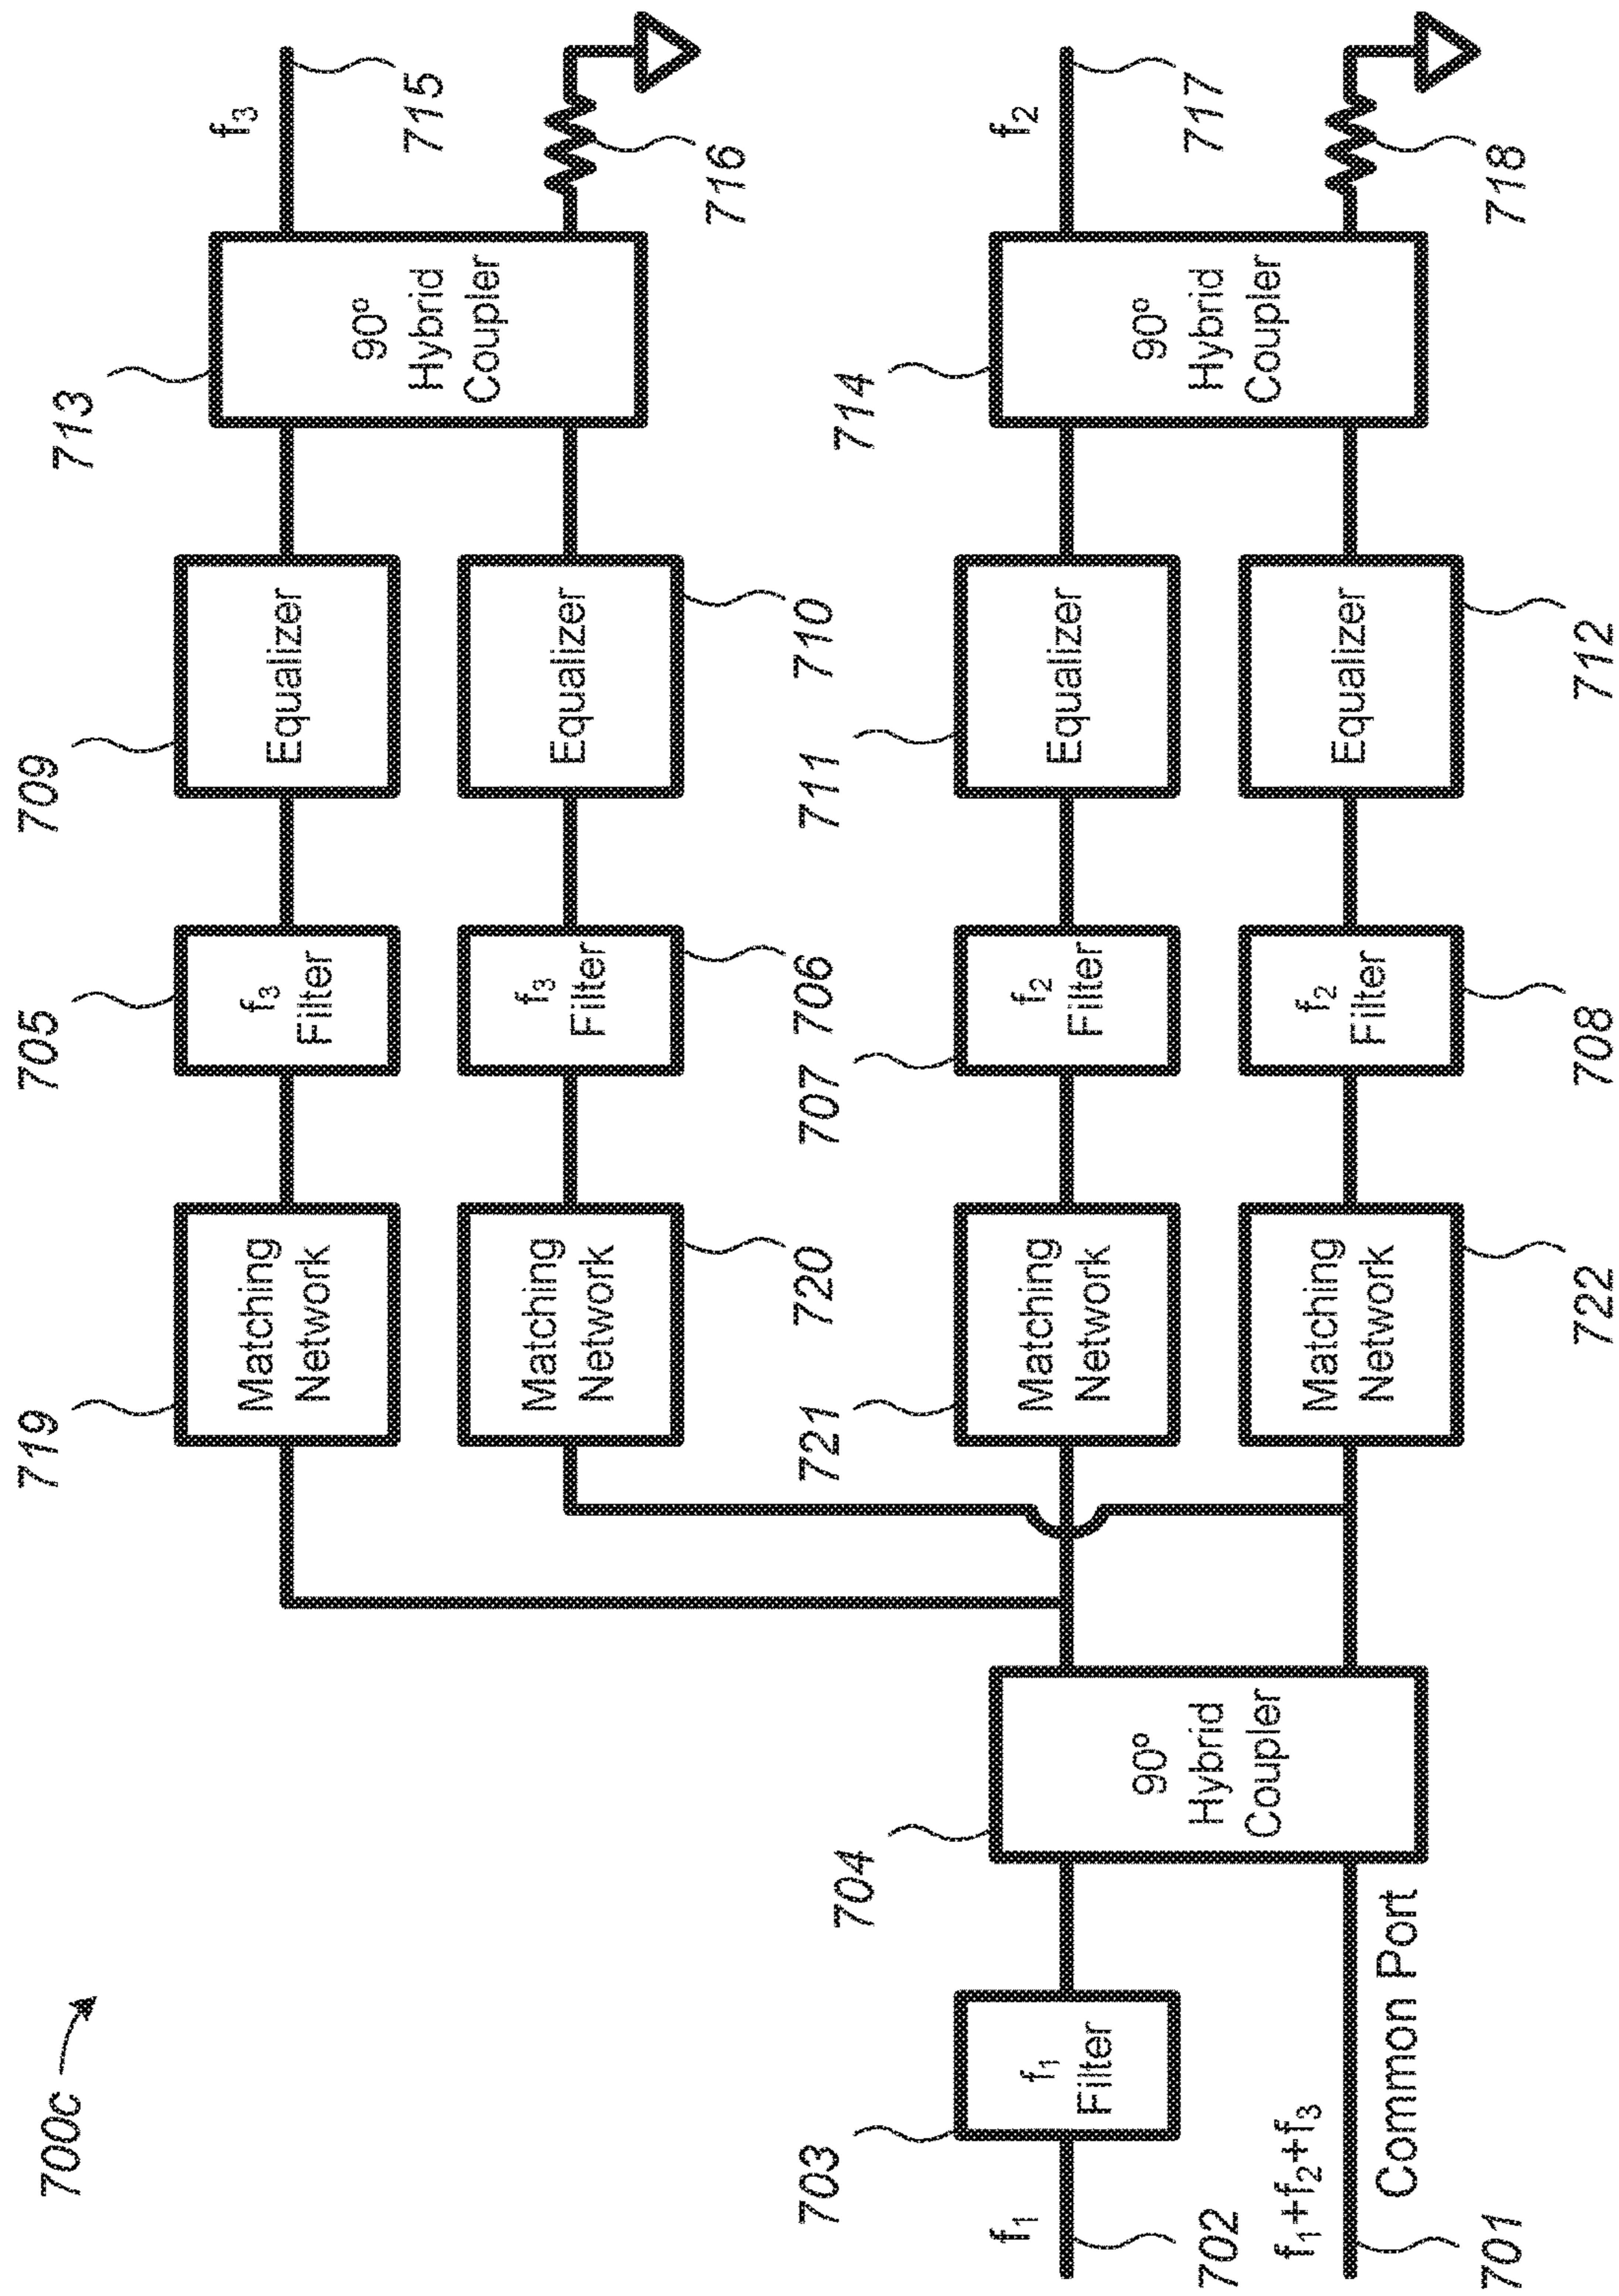 700c
719
705
709
713
Matching
Network
f3
Filter
Equalizer
90º
Hybrid
Coupler
f3
715
Matching
Network
f3
Filter
Equalizer
716
720
706
710
721
707
711
704
714
703
Matching
Network
f2
Filter
Equalizer
f1
f1
Filter
90º
Hybrid
Coupler
90º
Hybrid
Coupler
f2
717
702
Matching
Network
f2
Filter
Equalizer
f1+f2+f3
Common Port
701
722
708
712
718